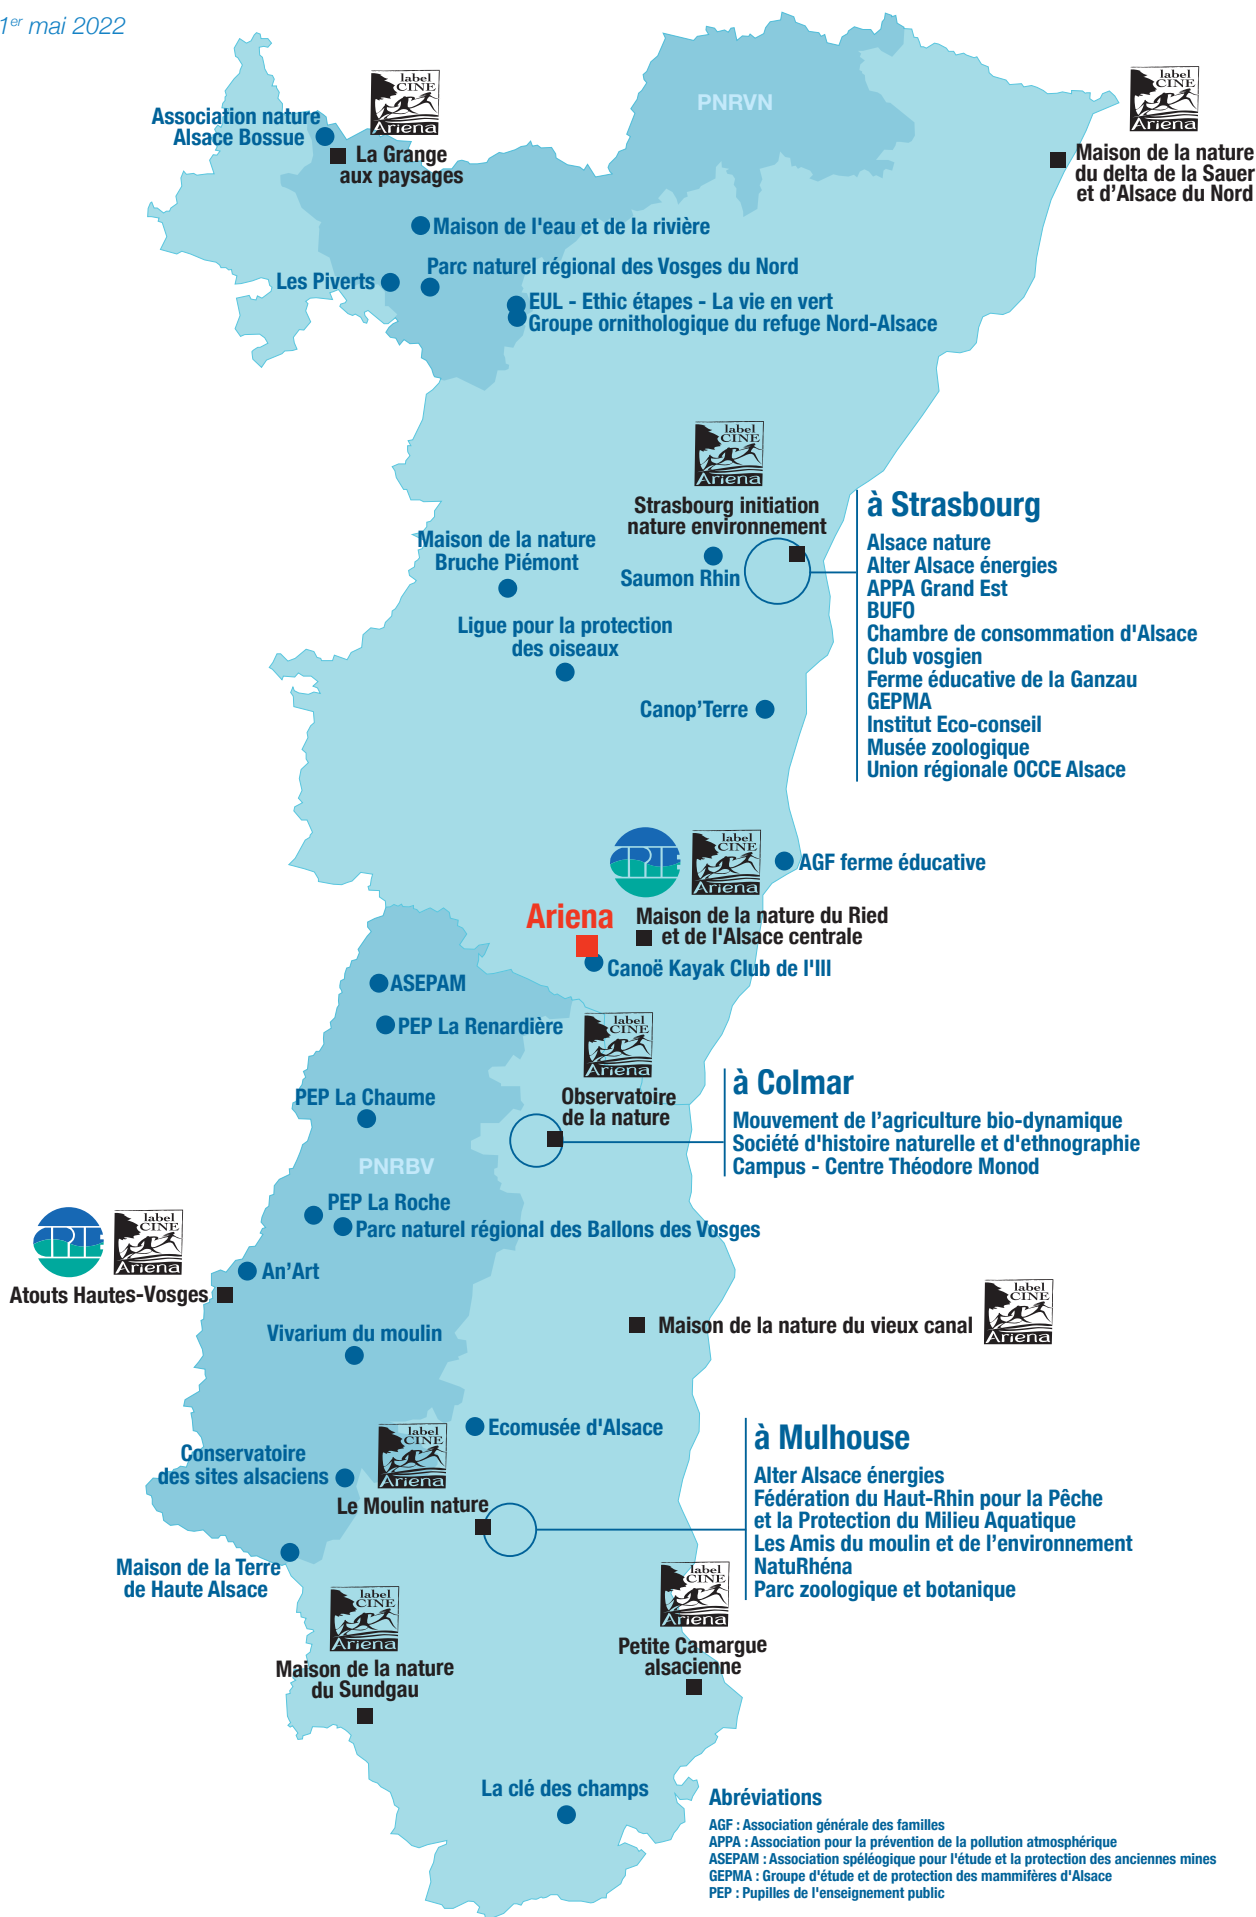 1er mai 2022
PNRVN
label
CINE
Ariena
Association nature
Alsace Bossue
La Grange
aux paysages
label
CINE
Ariena
Maison de la nature
du delta de la Sauer
et d'Alsace du Nord
Maison de l'eau et de la rivière
Parc naturel régional des Vosges du Nord
Les Piverts
EUL - Ethic étapes - La vie en vert
Groupe ornithologique du refuge Nord-Alsace
label
CINE
Ariena
Strasbourg initiation
nature environnement
Saumon Rhin
Maison de la nature
Bruche Piémont
Ligue pour la protection
des oiseaux
Canop'Terre
à Strasbourg
Alsace nature
Alter Alsace énergies
APPA Grand Est
BUFO
Chambre de consommation d'Alsace
Club vosgien
Ferme éducative de la Ganzau
GEPMA
Institut Eco-conseil
Musée zoologique
Union régionale OCCE Alsace
CPIE
label
CINE
Ariena
AGF ferme éducative
Ariena
Maison de la nature du Ried
et de l'Alsace centrale
Canoë Kayak Club de l'Ill
ASEPAM
PEP La Renardière
label
CINE
Ariena
Observatoire
de la nature
PEP La Chaume
PNRBV
à Colmar
Mouvement de l'agriculture bio-dynamique
Société d'histoire naturelle et d'ethnographie
Campus - Centre Théodore Monod
PEP La Roche
Parc naturel régional des Ballons des Vosges
CPIE
label
CINE
Ariena
An'Art
Atouts Hautes-Vosges
Vivarium du moulin
Maison de la nature du vieux canal
label
CINE
Ariena
Ecomusée d'Alsace
Conservatoire
des sites alsaciens
label
CINE
Ariena
Le Moulin nature
à Mulhouse
Alter Alsace énergies
Fédération du Haut-Rhin pour la Pêche
et la Protection du Milieu Aquatique
Les Amis du moulin et de l'environnement
NatuRhéna
Parc zoologique et botanique
Maison de la Terre
de Haute Alsace
label
CINE
Ariena
Maison de la nature
du Sundgau
label
CINE
Ariena
Petite Camargue
alsacienne
La clé des champs
Abréviations
AGF : Association générale des familles
APPA : Association pour la prévention de la pollution atmosphérique
ASEPAM : Association spéléogique pour l'étude et la protection des anciennes mines
GEPMA : Groupe d'étude et de protection des mammifères d'Alsace
PEP : Pupilles de l'enseignement public